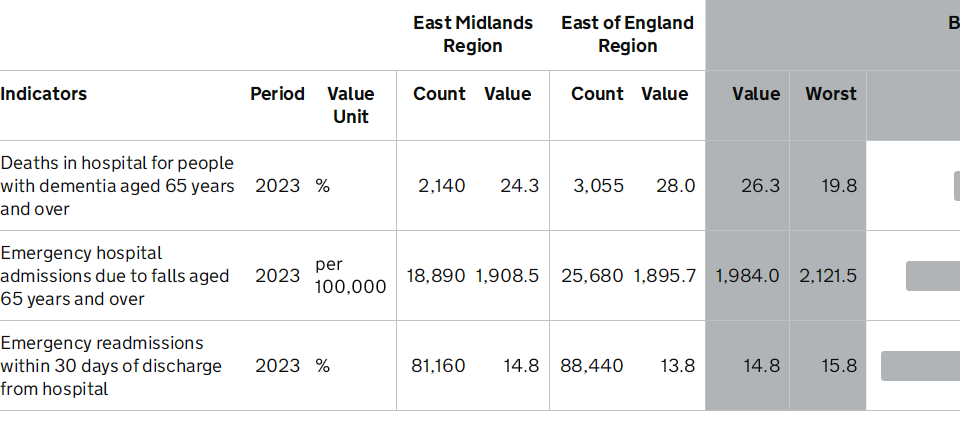 East Midlands Region East of England Region B
Indicators Period Value Unit Count Value Count Value Value Worst
Deaths in hospital for people
with dementia aged 65 years 2023 % 2,140 24.3 3,055 28.0 26.3 19.8
and over
Emergency hospital
admissions due to falls aged 2023 per 100,000 18,890 1,908.5 25,680 1,895.7 1,984.0 2,121.5
65 years and over
Emergency readmissions
within 30 days of discharge 2023 % 81,160 14.8 88,440 13.8 14.8 15.8
from hospital